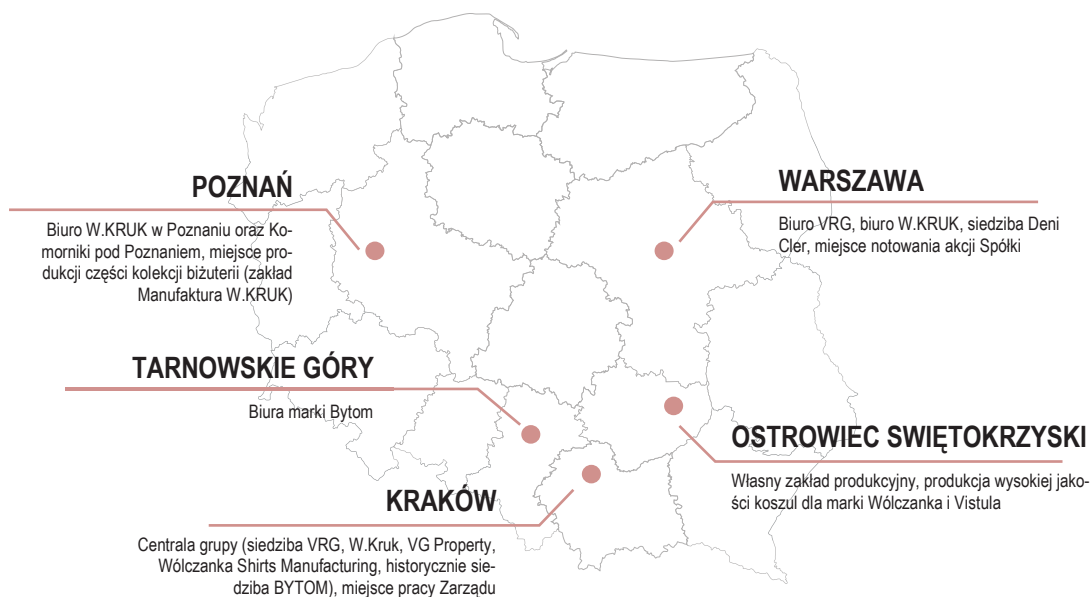 POZNAŃ
Biuro W.KRUK w Poznaniu oraz Ko-
morniki pod Poznaniem, miejsce pro-
dukcji części kolekcji biżuterii (zakład
Manufaktura W.KRUK)
WARSZAWA
Biuro VRG, biuro W.KRUK, siedziba Deni
Cler, miejsce notowania akcji Spółki
TARNOWSKIE GÓRY
Biura marki Bytom
OSTROWIEC SWIĘTOKRZYSKI
Własny zakład produkcyjny, produkcja wysokiej jako-
ści koszul dla marki Wólczanka i Vistula
KRAKÓW
Centrala grupy (siedziba VRG, W.Kruk, VG Property,
Wólczanka Shirts Manufacturing, historycznie sie-
dziba BYTOM), miejsce pracy Zarządu